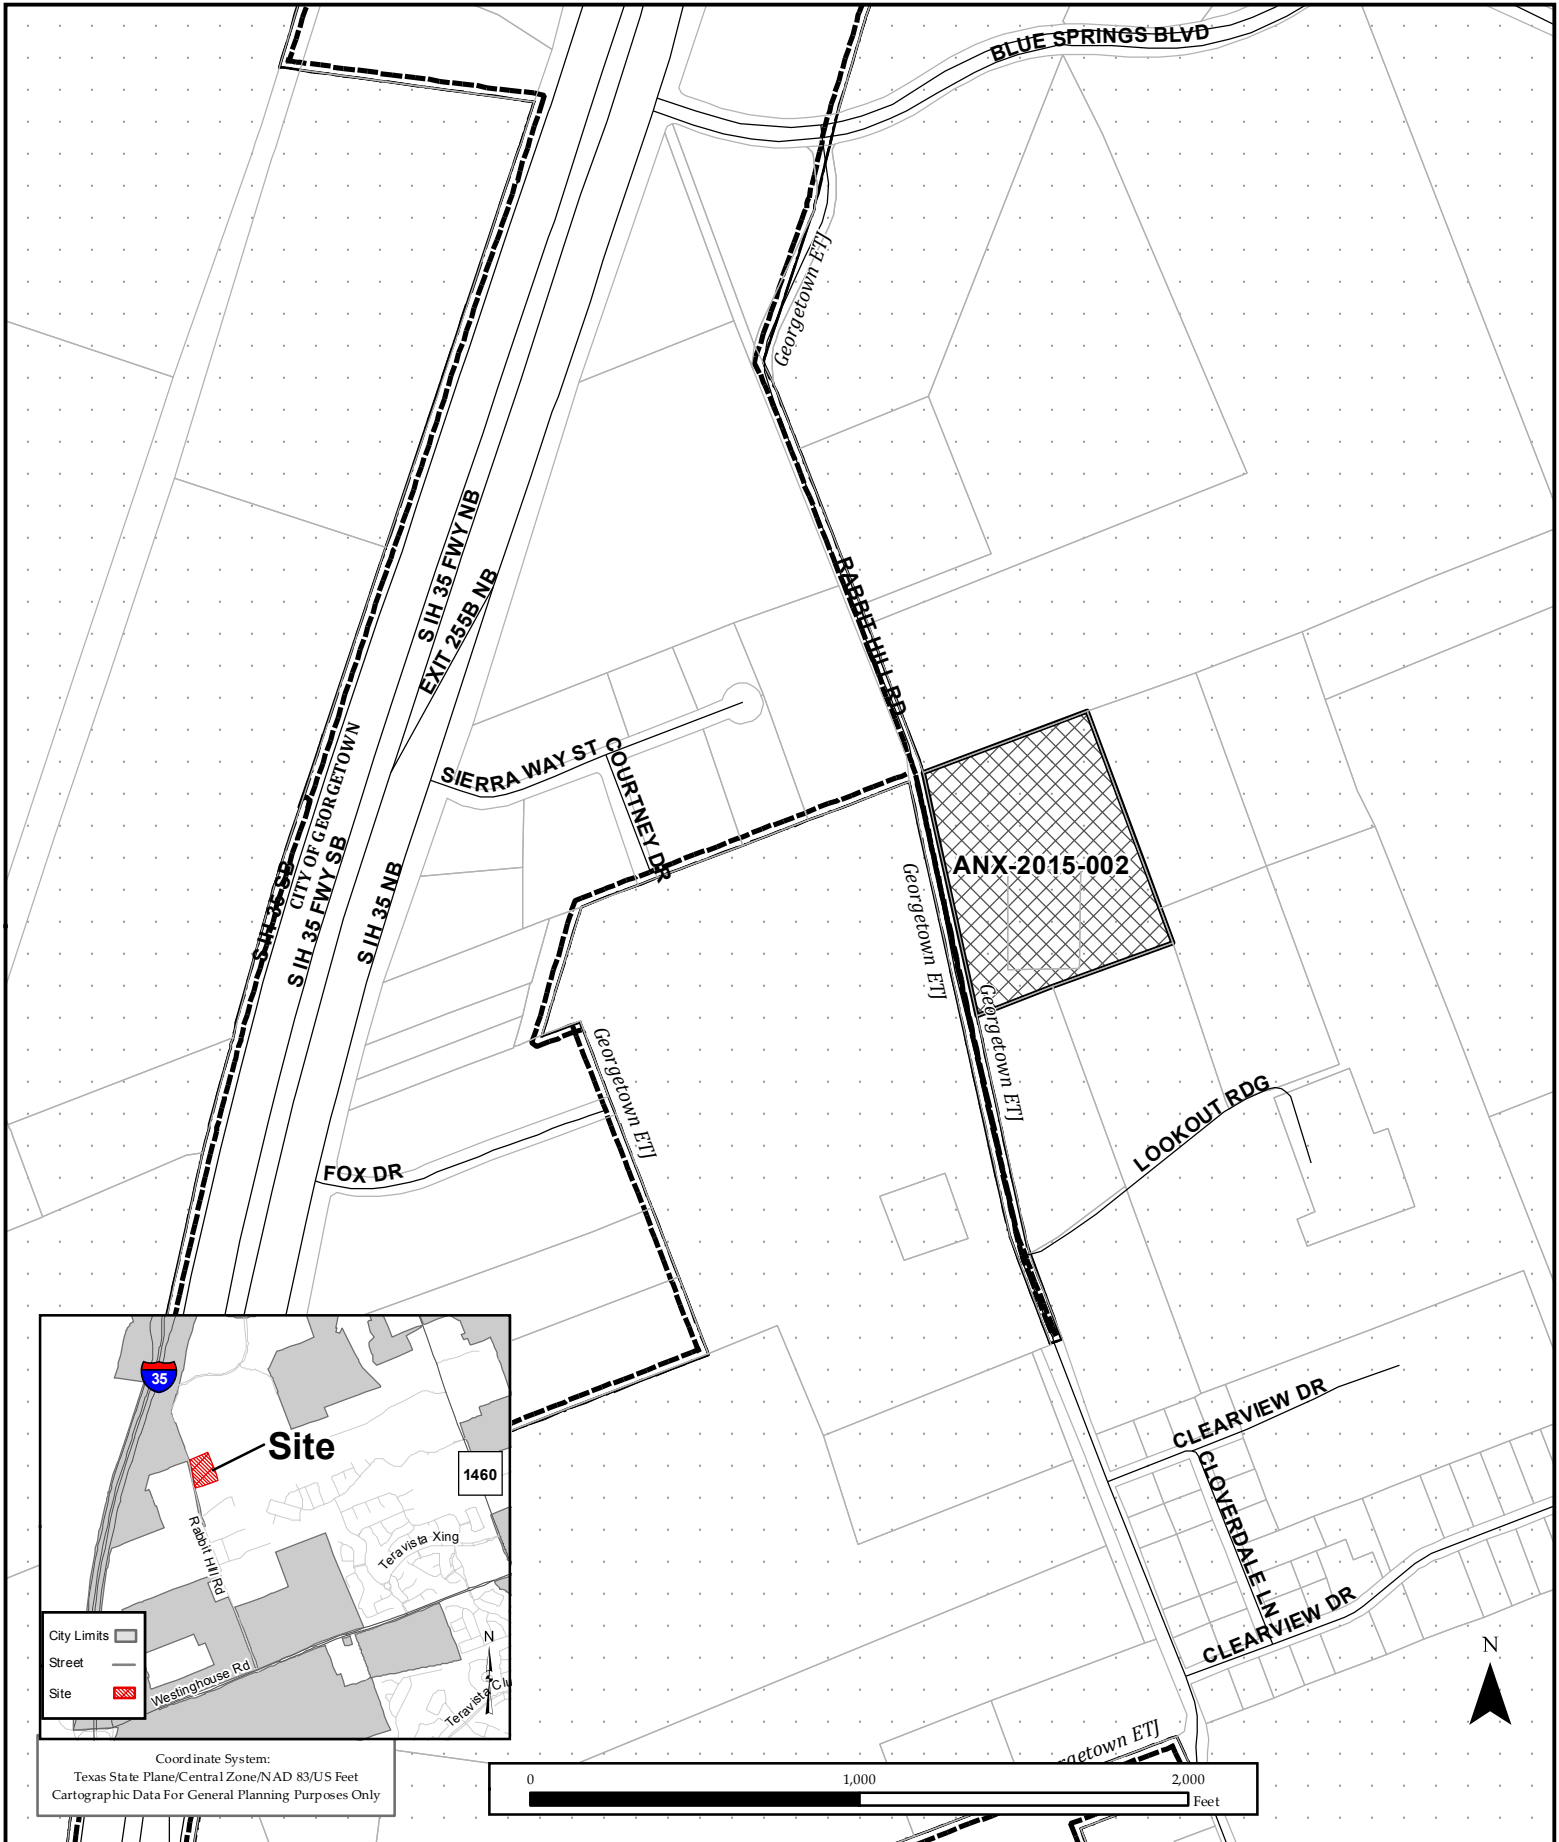 BLUE SPRINGS BLVD
Georgetown ETJ
S IH 35 FWY NB
EXIT 255B NB
RABBIT HILL RD
CITY OF GEORGETOWN
SIERRA WAY ST
COURTNEY DR
S IH 35 SB
S IH 35 FWY SB
S IH 35 NB
ANX-2015-002
Georgetown ETJ
Georgetown ETJ
Georgetown ETJ
LOOKOUT RDG
FOX DR
CLEARVIEW DR
CLOVERDALE LN
CLEARVIEW DR
35
Site
1460
Rabbit Hill Rd
Teravista Xing
City Limits
Street
Site
Westinghouse Rd
N
Teravista Clu
N
rgetown ETJ
Coordinate System:
Texas State Plane/Central Zone/NAD 83/US Feet
Cartographic Data For General Planning Purposes Only
0 1,000 2,000
Feet